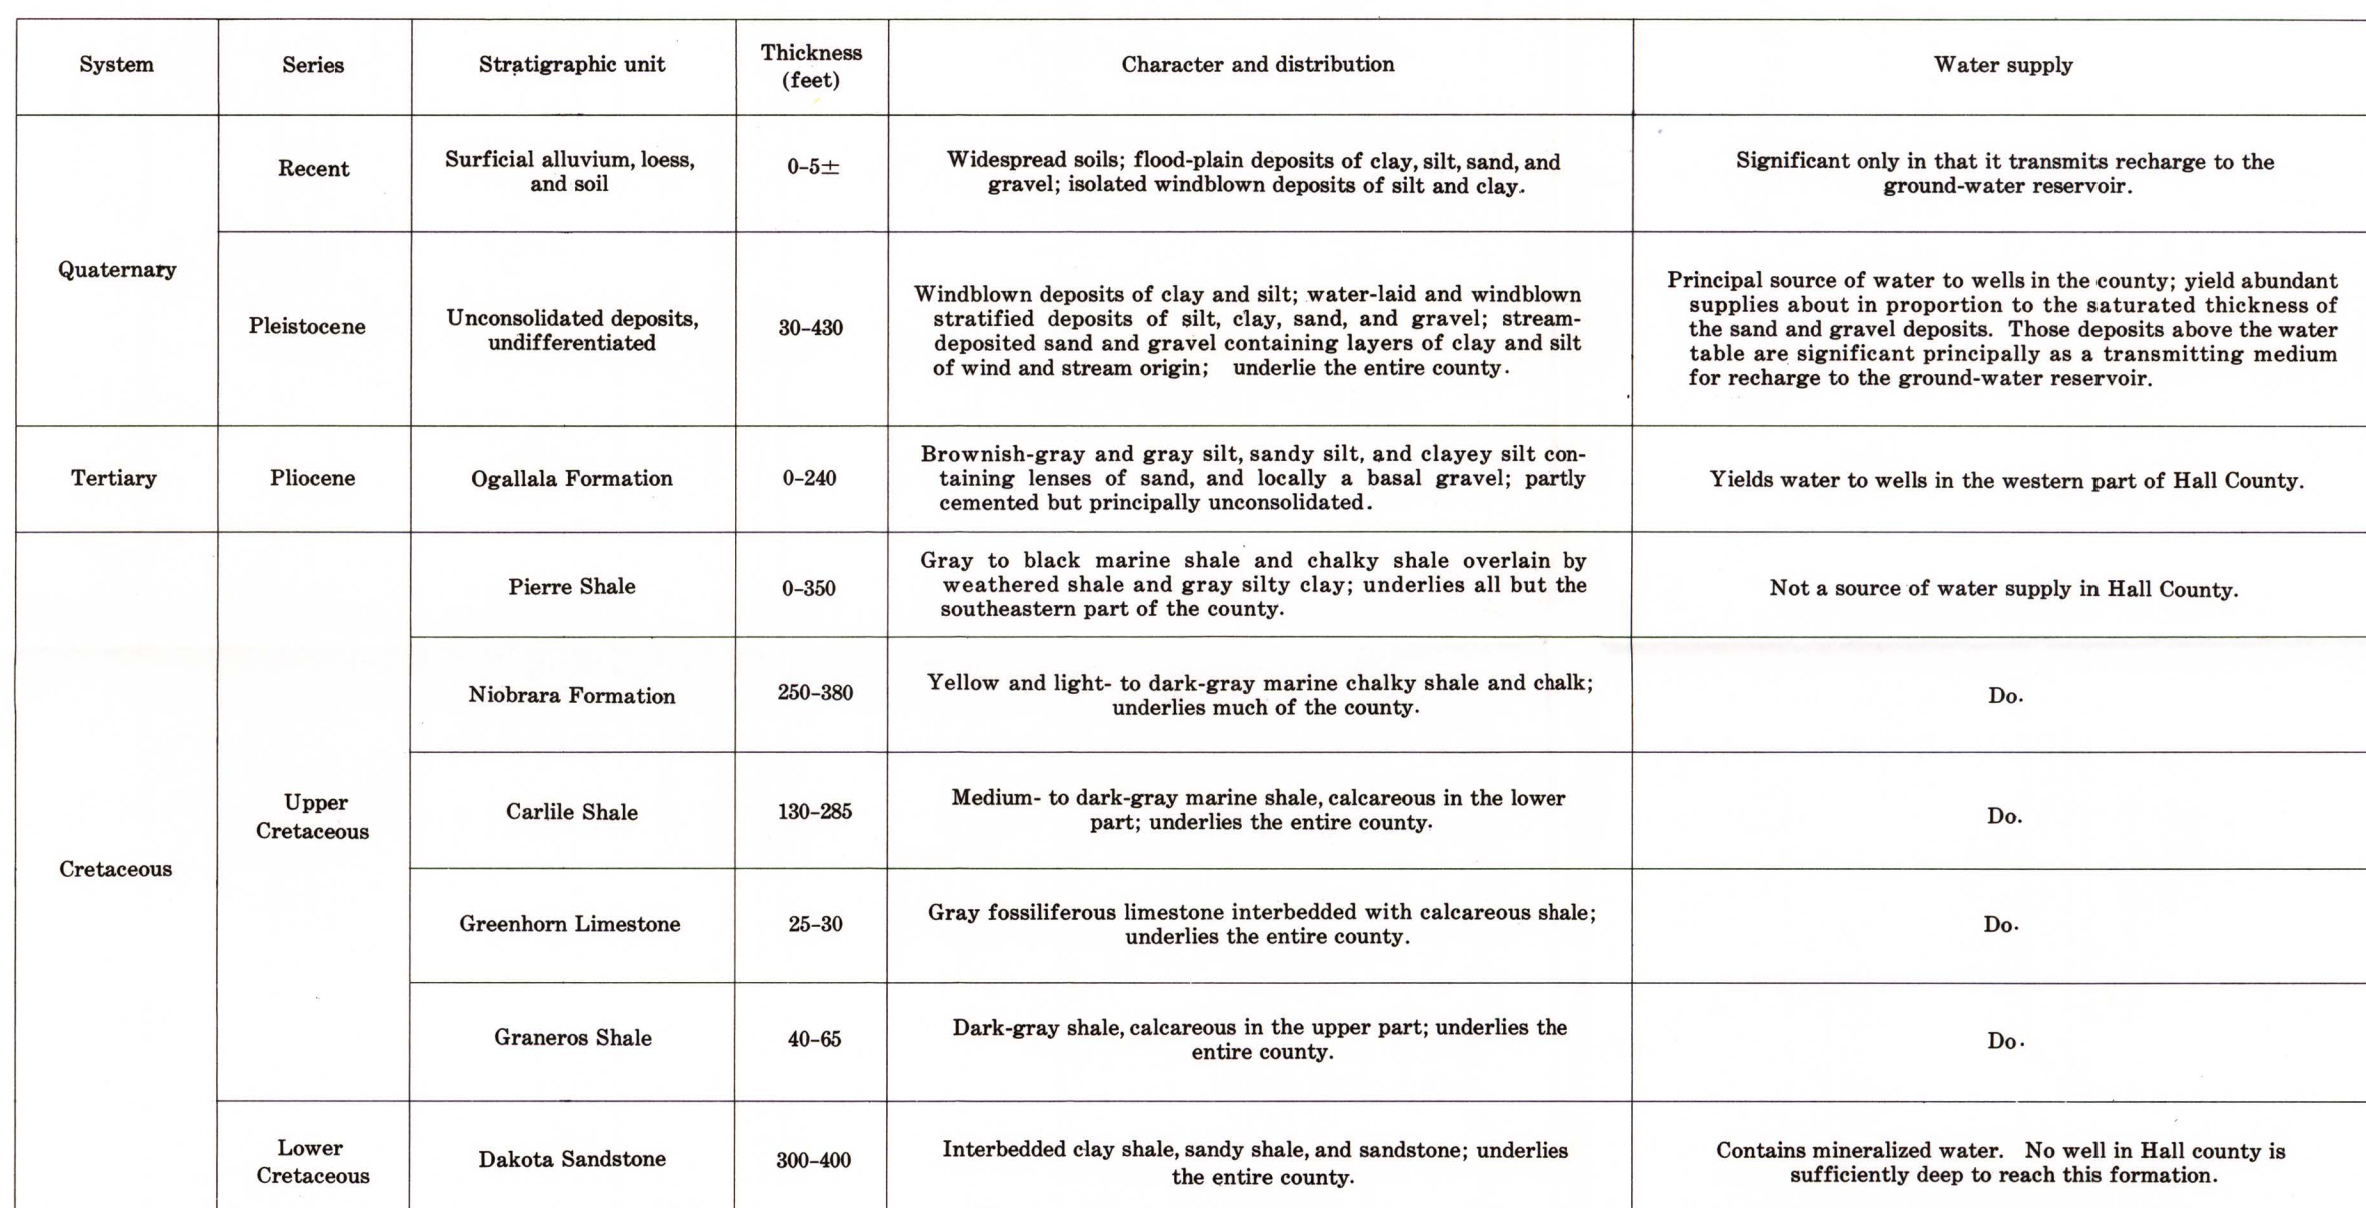 System
Series
Stratigraphic unit
Thickness
(feet)
Character and distribution
Water supply
Quaternary
Recent
Surficial alluvium, loess,
and soil
0–5±
Widespread soils; flood-plain deposits of clay, silt, sand, and
gravel; isolated windblown deposits of silt and clay.
Significant only in that it transmits recharge to the
ground-water reservoir.
Pleistocene
Unconsolidated deposits,
undifferentiated
30–430
Windblown deposits of clay and silt; water-laid and windblown
stratified deposits of silt, clay, sand, and gravel; stream-
deposited sand and gravel containing layers of clay and silt
of wind and stream origin; underlie the entire county.
Principal source of water to wells in the county; yield abundant
supplies about in proportion to the saturated thickness of
the sand and gravel deposits. Those deposits above the water
table are significant principally as a transmitting medium
for recharge to the ground-water reservoir.
Tertiary
Pliocene
Ogallala Formation
0–240
Brownish-gray and gray silt, sandy silt, and clayey silt con-
taining lenses of sand, and locally a basal gravel; partly
cemented but principally unconsolidated.
Yields water to wells in the western part of Hall County.
Cretaceous
Upper
Cretaceous
Pierre Shale
0–350
Gray to black marine shale and chalky shale overlain by
weathered shale and gray silty clay; underlies all but the
southeastern part of the county.
Not a source of water supply in Hall County.
Niobrara Formation
250–380
Yellow and light- to dark-gray marine chalky shale and chalk;
underlies much of the county.
Do.
Carlile Shale
130–285
Medium- to dark-gray marine shale, calcareous in the lower
part; underlies the entire county.
Do.
Greenhorn Limestone
25–30
Gray fossiliferous limestone interbedded with calcareous shale;
underlies the entire county.
Do.
Graneros Shale
40–65
Dark-gray shale, calcareous in the upper part; underlies the
entire county.
Do.
Lower
Cretaceous
Dakota Sandstone
300–400
Interbedded clay shale, sandy shale, and sandstone; underlies
the entire county.
Contains mineralized water. No well in Hall county is
sufficiently deep to reach this formation.